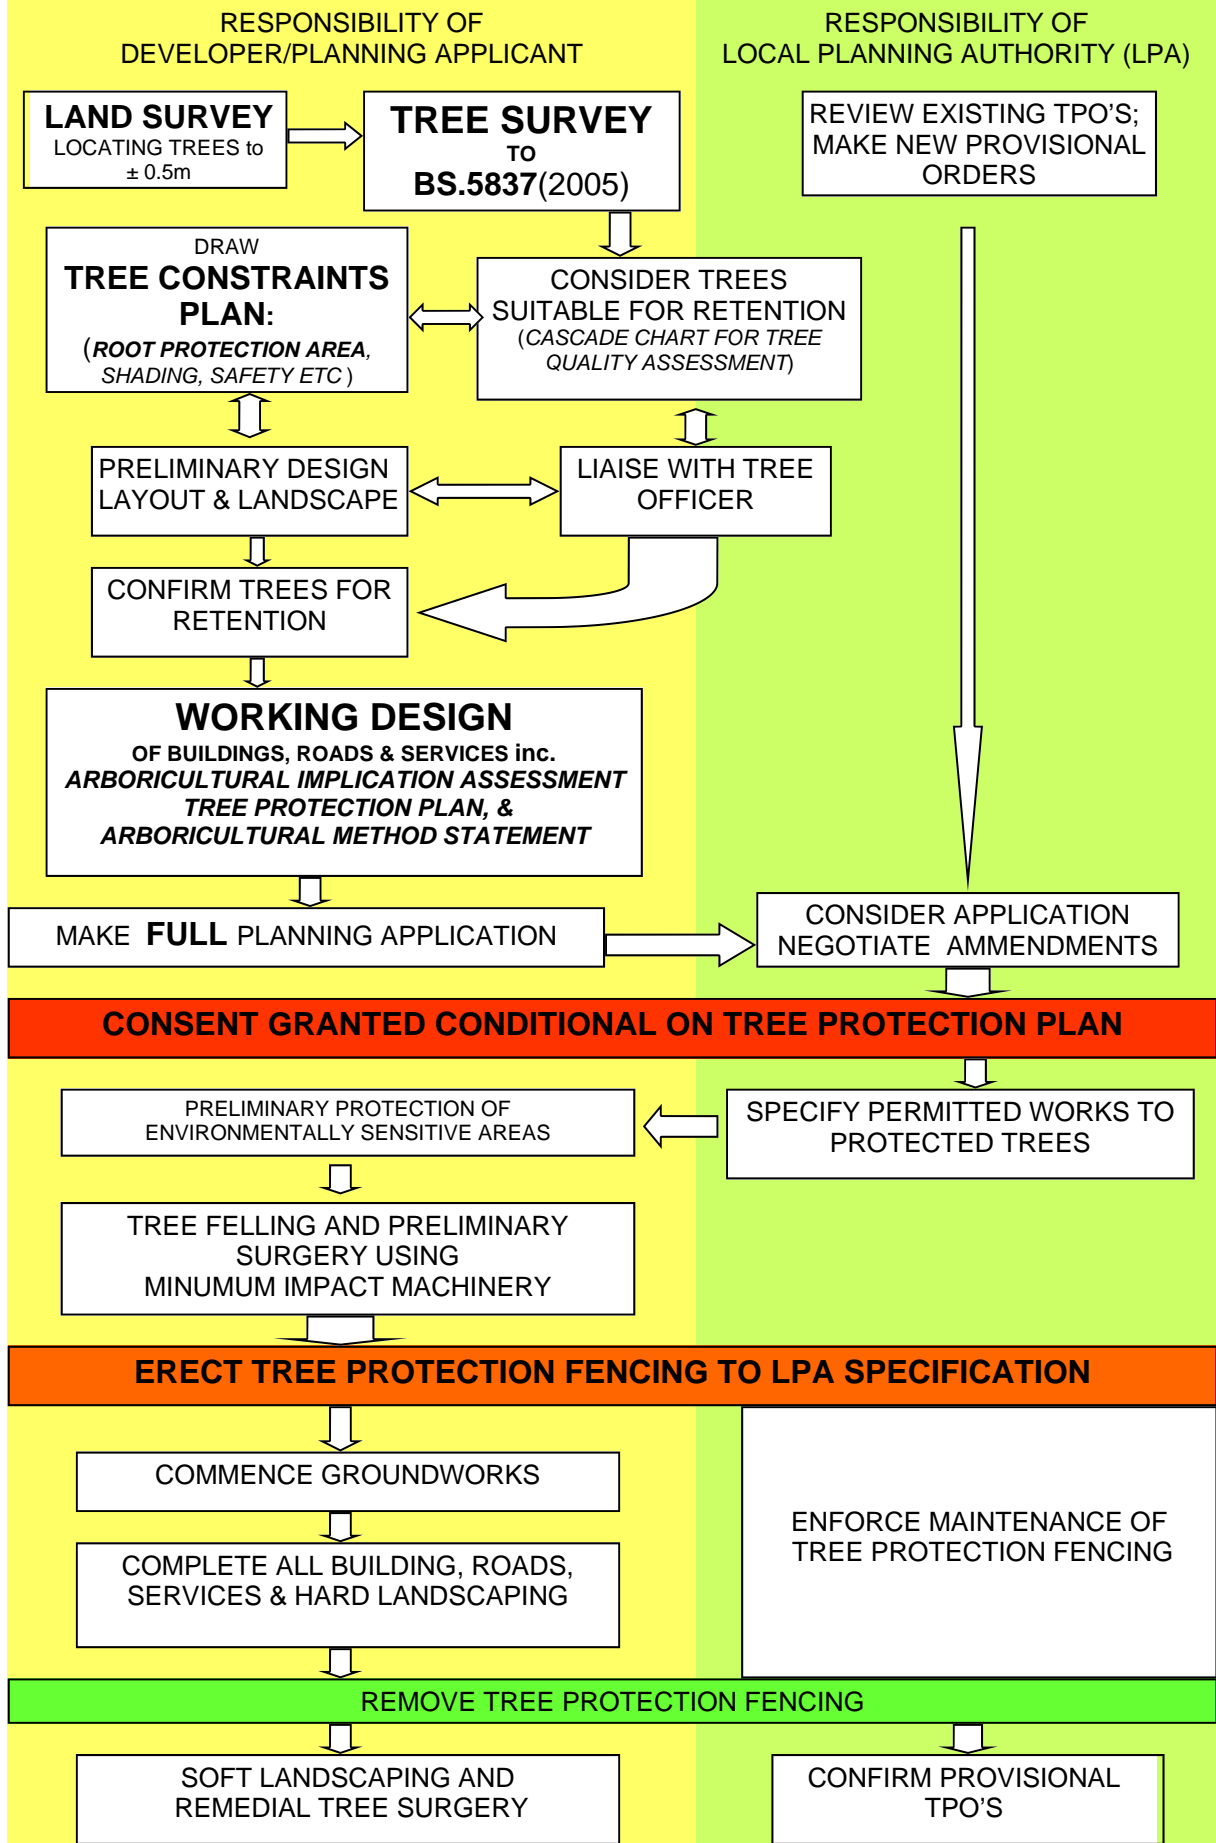 RESPONSIBILITY OF
DEVELOPER/PLANNING APPLICANT
RESPONSIBILITY OF
LOCAL PLANNING AUTHORITY (LPA)
LAND SURVEY
LOCATING TREES to
± 0.5m
TREE SURVEY
TO
BS.5837(2005)
REVIEW EXISTING TPO'S;
MAKE NEW PROVISIONAL
ORDERS
DRAW
TREE CONSTRAINTS
PLAN:
(ROOT PROTECTION AREA,
SHADING, SAFETY ETC )
CONSIDER TREES
SUITABLE FOR RETENTION
(CASCADE CHART FOR TREE
QUALITY ASSESSMENT)
PRELIMINARY DESIGN
LAYOUT & LANDSCAPE
LIAISE WITH TREE
OFFICER
CONFIRM TREES FOR
RETENTION
WORKING DESIGN
OF BUILDINGS, ROADS & SERVICES inc.
ARBORICULTURAL IMPLICATION ASSESSMENT
TREE PROTECTION PLAN, &
ARBORICULTURAL METHOD STATEMENT
MAKE FULL PLANNING APPLICATION
CONSIDER APPLICATION
NEGOTIATE AMMENDMENTS
CONSENT GRANTED CONDITIONAL ON TREE PROTECTION PLAN
PRELIMINARY PROTECTION OF
ENVIRONMENTALLY SENSITIVE AREAS
SPECIFY PERMITTED WORKS TO
PROTECTED TREES
TREE FELLING AND PRELIMINARY
SURGERY USING
MINUMUM IMPACT MACHINERY
ERECT TREE PROTECTION FENCING TO LPA SPECIFICATION
COMMENCE GROUNDWORKS
COMPLETE ALL BUILDING, ROADS,
SERVICES & HARD LANDSCAPING
ENFORCE MAINTENANCE OF
TREE PROTECTION FENCING
REMOVE TREE PROTECTION FENCING
SOFT LANDSCAPING AND
REMEDIAL TREE SURGERY
CONFIRM PROVISIONAL
TPO'S